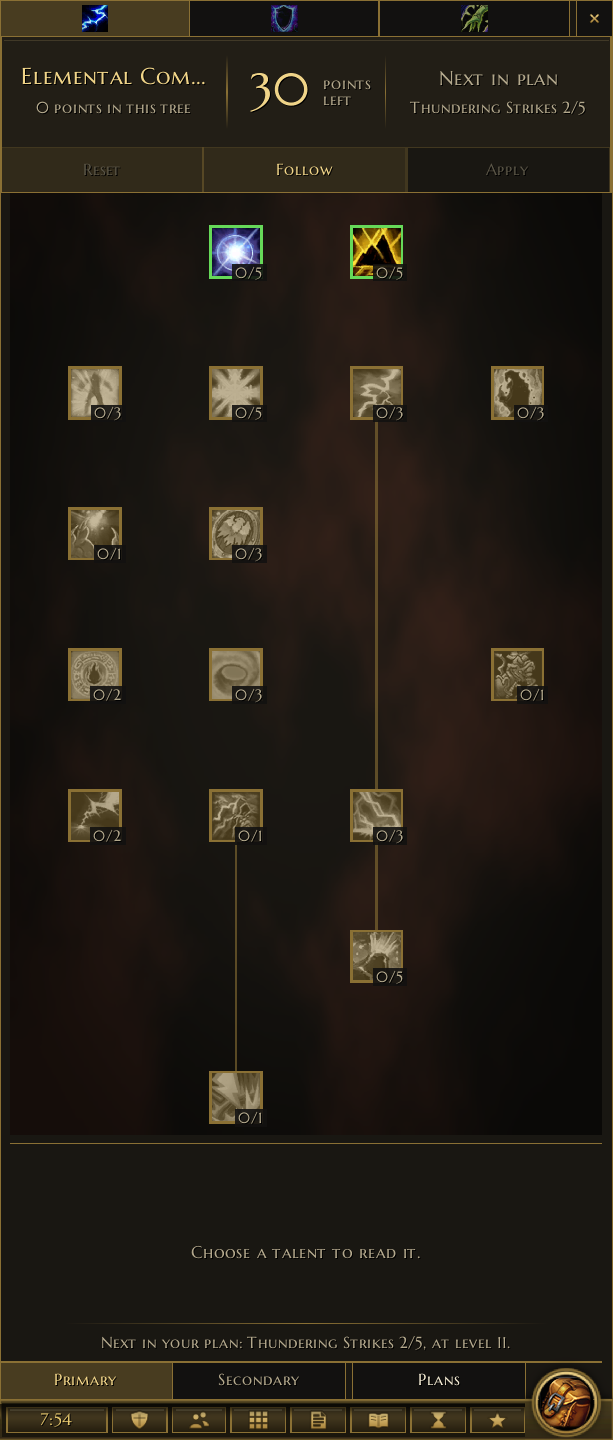 Elemental Com...
0 points in this tree
30 points left
Next in plan
Thundering Strikes 2/5
Reset
Follow
Apply
0/5
0/5
0/3
0/5
0/3
0/3
0/1
0/3
0/2
0/3
0/1
0/2
0/1
0/3
0/5
0/1
Choose a talent to read it.
Next in your plan: Thundering Strikes 2/5, at level 11.
Primary
Secondary
Plans
7:54